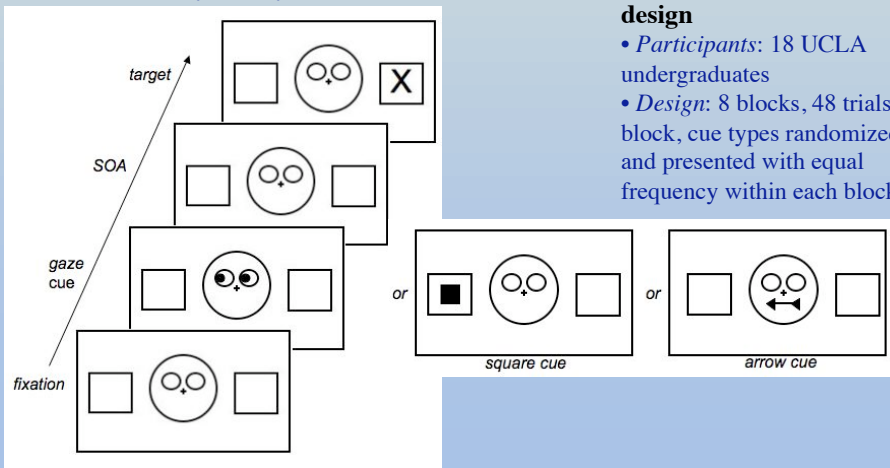 design
• Participants: 18 UCLA
undergraduates
• Design: 8 blocks, 48 trials
block, cue types randomized
and presented with equal
frequency within each block
target
X
SOA
gaze
cue
fixation
or
square cue
or
arrow cue